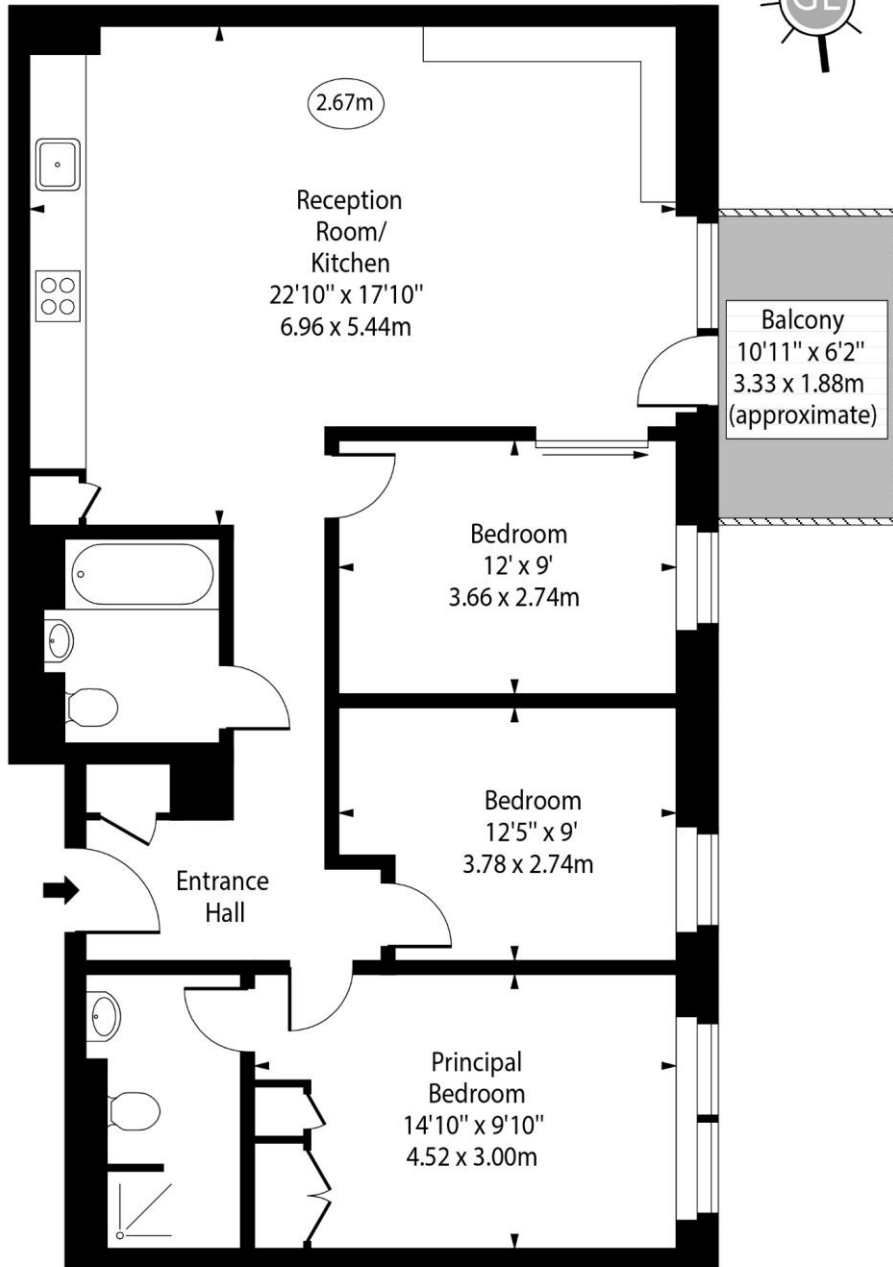 GE
2.67m
Reception
Room/
Kitchen
22'10" x 17'10"
6.96 x 5.44m
Balcony
10'11" x 6'2"
3.33 x 1.88m
(approximate)
Bedroom
12' x 9'
3.66 x 2.74m
Bedroom
12'5" x 9'
3.78 x 2.74m
Entrance
Hall
Principal
Bedroom
14'10" x 9'10"
4.52 x 3.00m